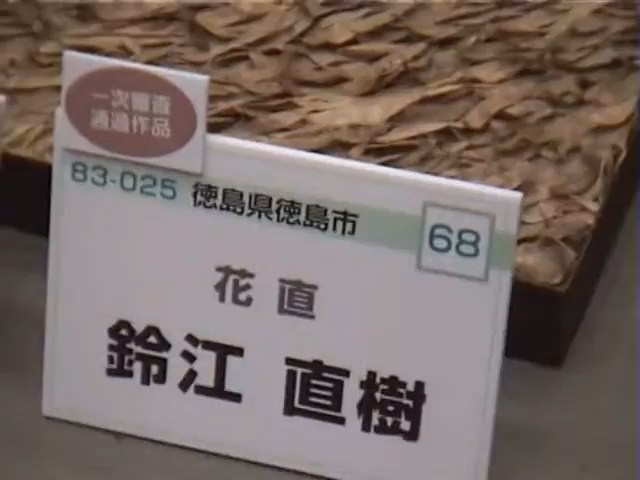 一次審査
通過作品
83-025 徳島県徳島市
68
花直
鈴江 直樹